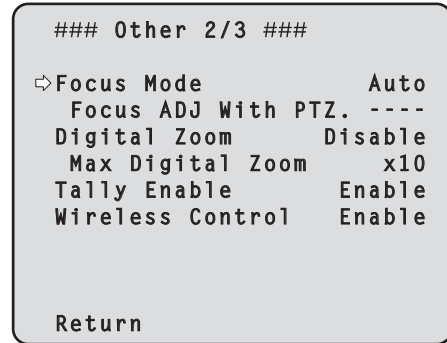 ### Other 2/3 ###
⇨Focus Mode Auto
Focus ADJ With PTZ. ----
Digital Zoom Disable
Max Digital Zoom x10
Tally Enable Enable
Wireless Control Enable
Return